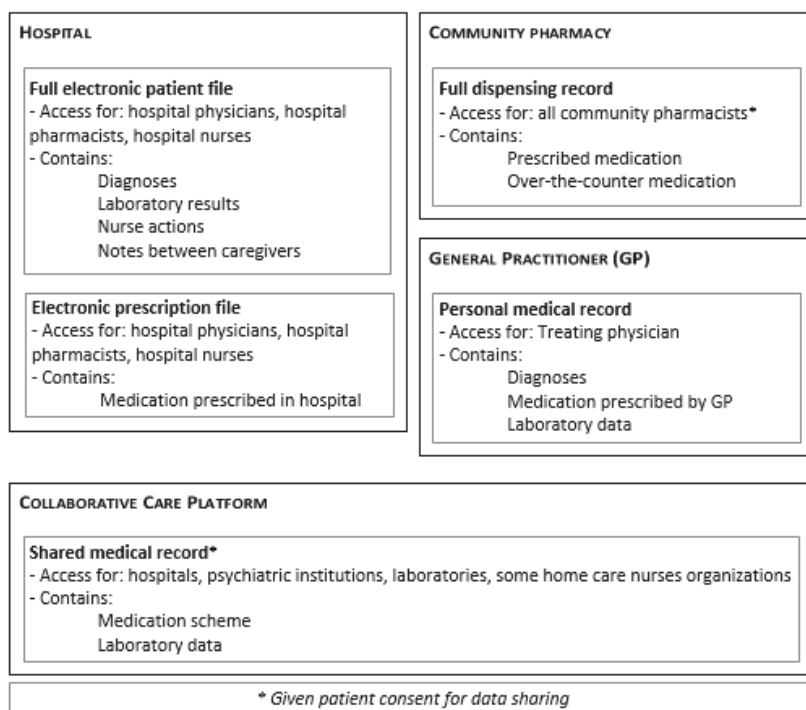 HOSPITAL
Full electronic patient file
- Access for: hospital physicians, hospital
pharmacists, hospital nurses
- Contains:
Diagnoses
Laboratory results
Nurse actions
Notes between caregivers
Electronic prescription file
- Access for: hospital physicians, hospital
pharmacists, hospital nurses
- Contains:
Medication prescribed in hospital
COMMUNITY PHARMACY
Full dispensing record
- Access for: all community pharmacists*
- Contains:
Prescribed medication
Over-the-counter medication
GENERAL PRACTITIONER (GP)
Personal medical record
- Access for: Treating physician
- Contains:
Diagnoses
Medication prescribed by GP
Laboratory data
COLLABORATIVE CARE PLATFORM
Shared medical record*
- Access for: hospitals, psychiatric institutions, laboratories, some home care nurses organizations
- Contains:
Medication scheme
Laboratory data
* Given patient consent for data sharing